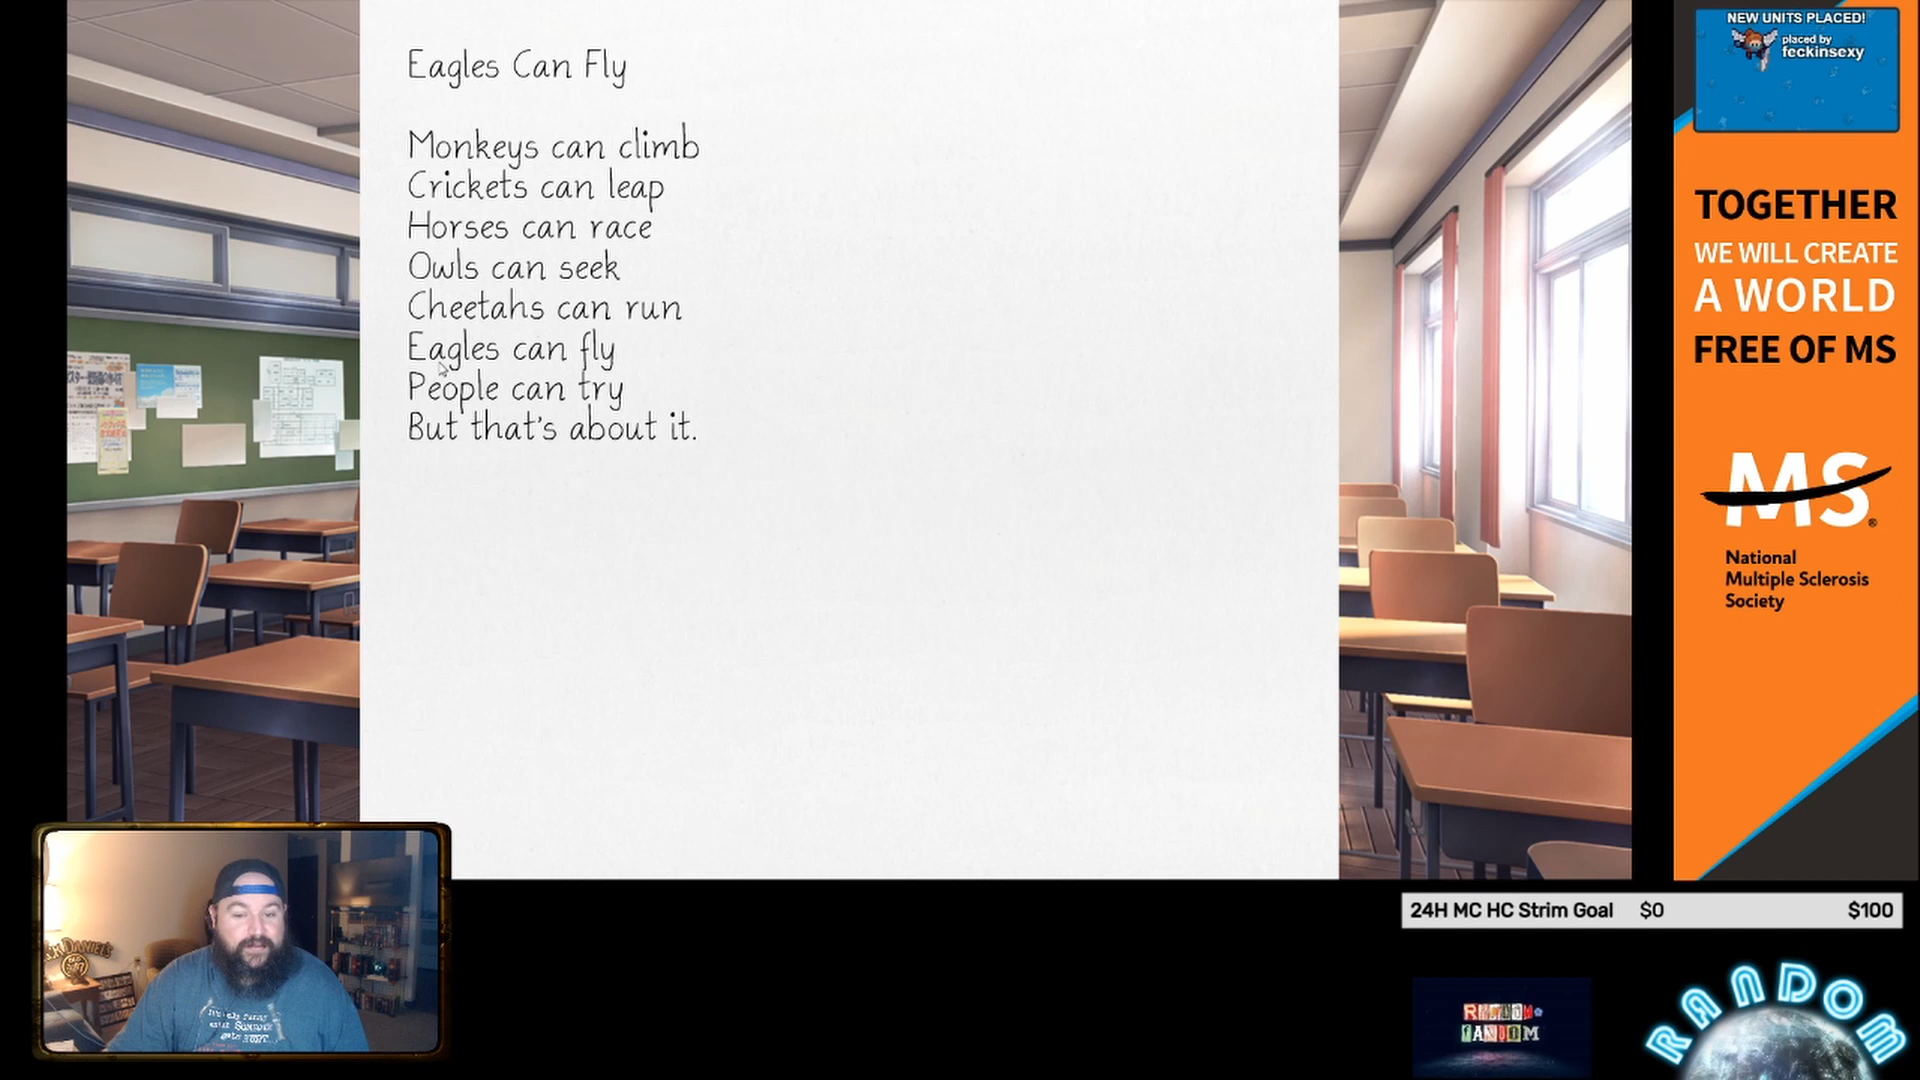 Eagles Can Fly
Monkeys can climb
Crickets can leap
Horses can race
Owls can seek
Cheetahs can run
Eagles can fly
People can try
But that's about it.
NEW UNITS PLACED!
placed by
feckinsexy
TOGETHER
WE WILL CREATE
A WORLD
FREE OF MS
MS
National
Multiple Sclerosis
Society
24H MC HC Strim Goal $0 $100
RANDOM
FANDOM
RANDOM